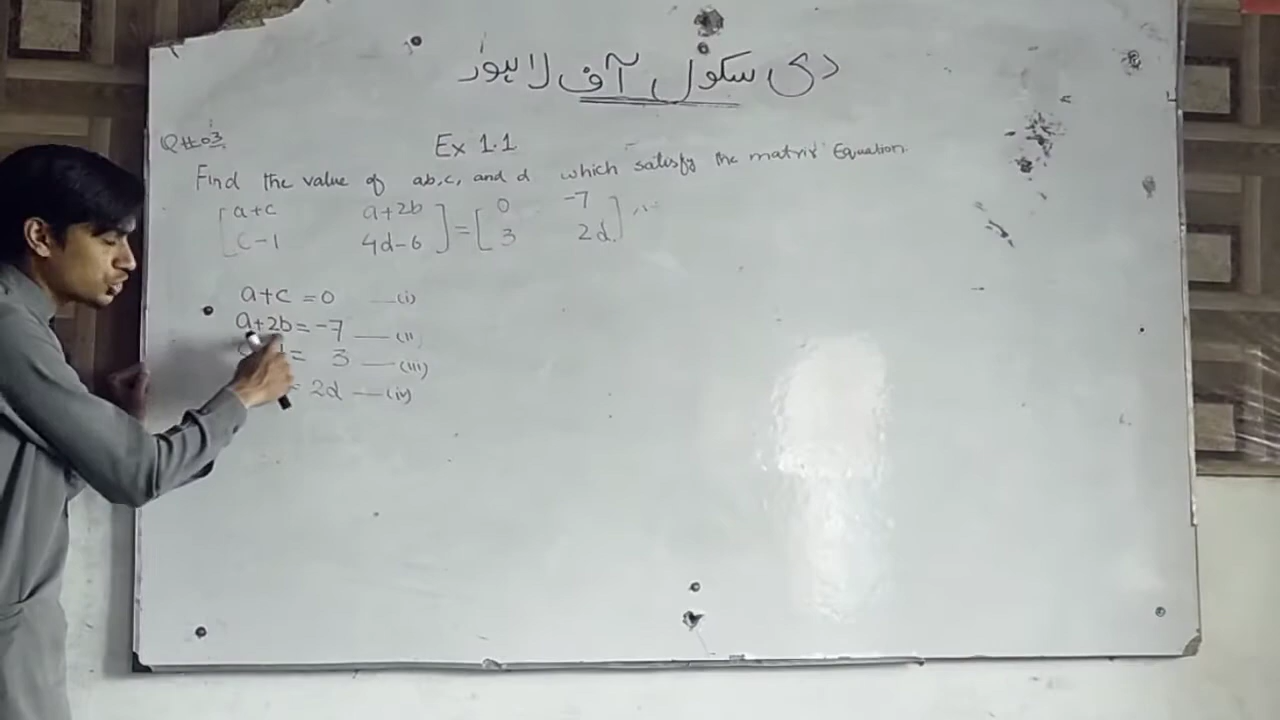 دی سکول آف لاہور
Q#03
Ex 1.1
Find the value of ab,c, and d which satisfy the matrix Equation.
[a+c a+2b] = [0 -7]
[c-1 4d-6] [3 2d]
a+c = 0 —(i)
a+2b = -7 —(ii)
= 3 —(iii)
= 2d —(iv)